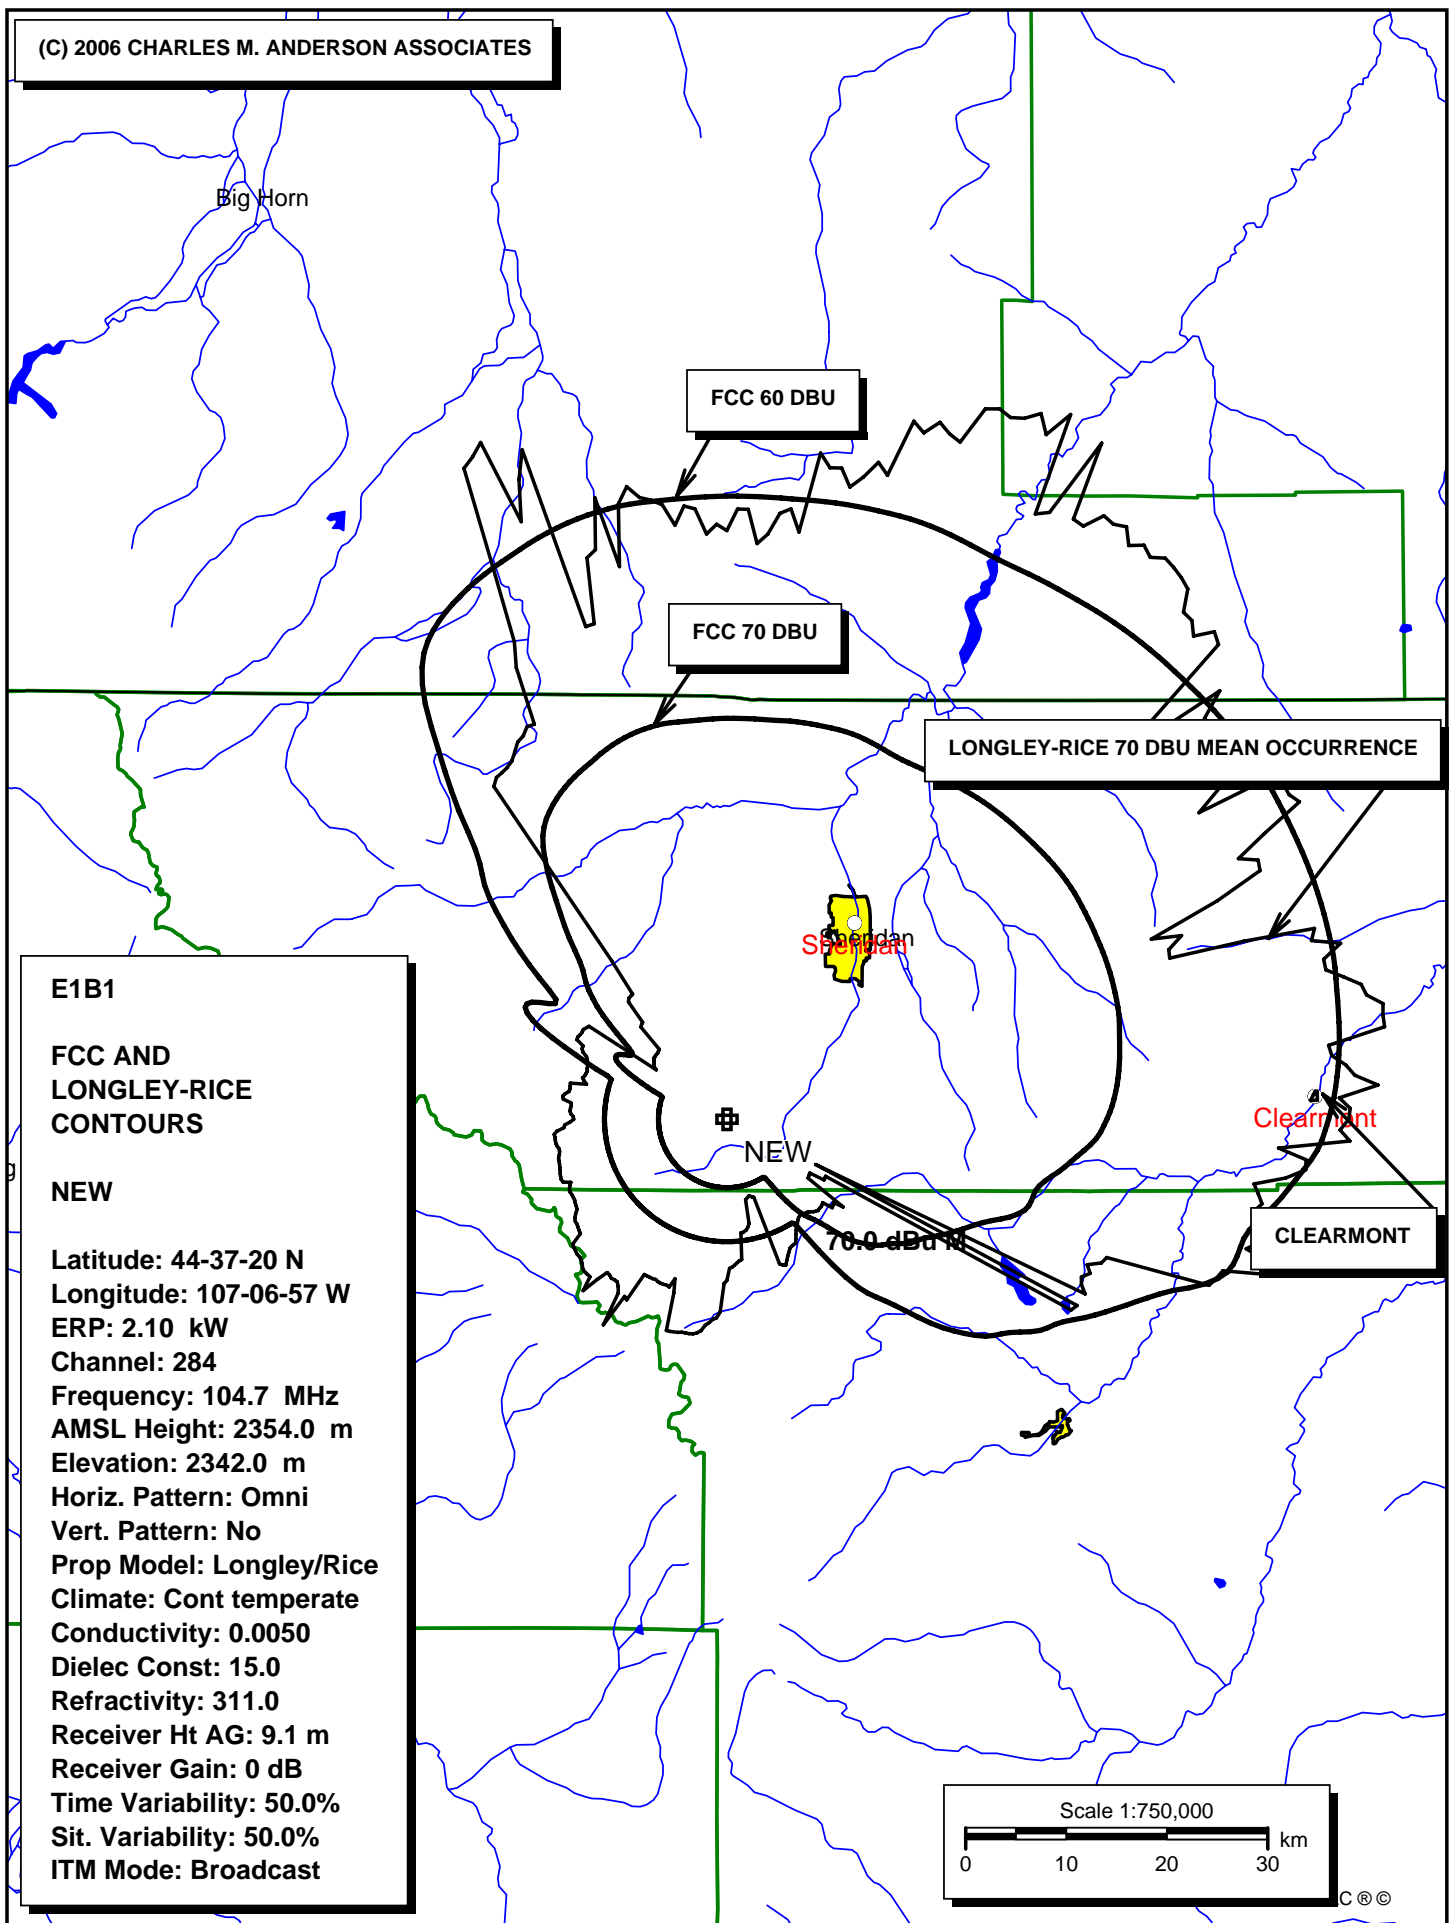 (C) 2006 CHARLES M. ANDERSON ASSOCIATES
Big Horn
FCC 60 DBU
FCC 70 DBU
LONGLEY-RICE 70 DBU MEAN OCCURRENCE
Sheridan
Sheridan
E1B1
FCC AND
LONGLEY-RICE
CONTOURS
NEW
Latitude: 44-37-20 N
Longitude: 107-06-57 W
ERP: 2.10 kW
Channel: 284
Frequency: 104.7 MHz
AMSL Height: 2354.0 m
Elevation: 2342.0 m
Horiz. Pattern: Omni
Vert. Pattern: No
Prop Model: Longley/Rice
Climate: Cont temperate
Conductivity: 0.0050
Dielec Const: 15.0
Refractivity: 311.0
Receiver Ht AG: 9.1 m
Receiver Gain: 0 dB
Time Variability: 50.0%
Sit. Variability: 50.0%
ITM Mode: Broadcast
Clearmont
NEW
70.0 dBu M
CLEARMONT
Scale 1:750,000
km
0 10 20 30
C ® ©